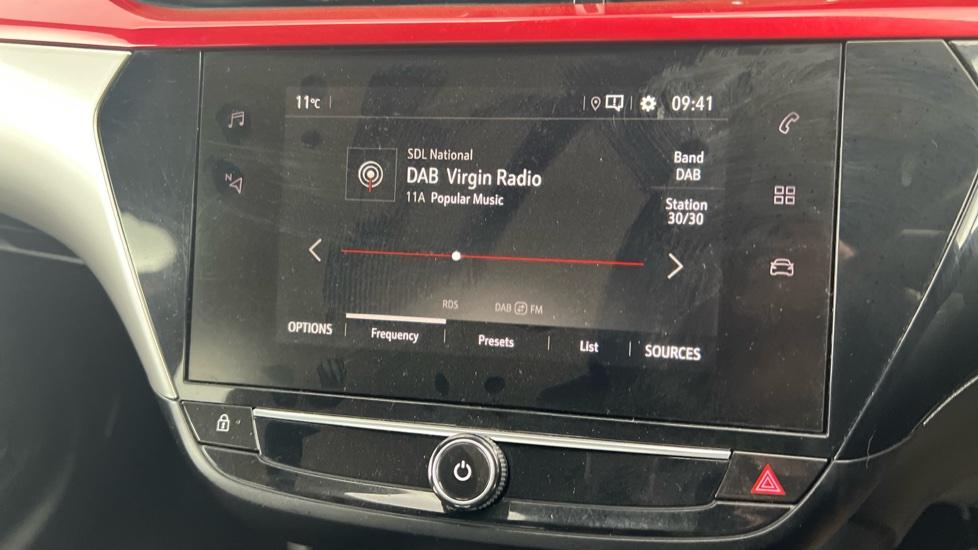 11°C
09:41
N
SDL National
DAB Virgin Radio
11A Popular Music
Band
DAB
Station
30/30
RDS
DAB FM
OPTIONS
Frequency
Presets
List
SOURCES